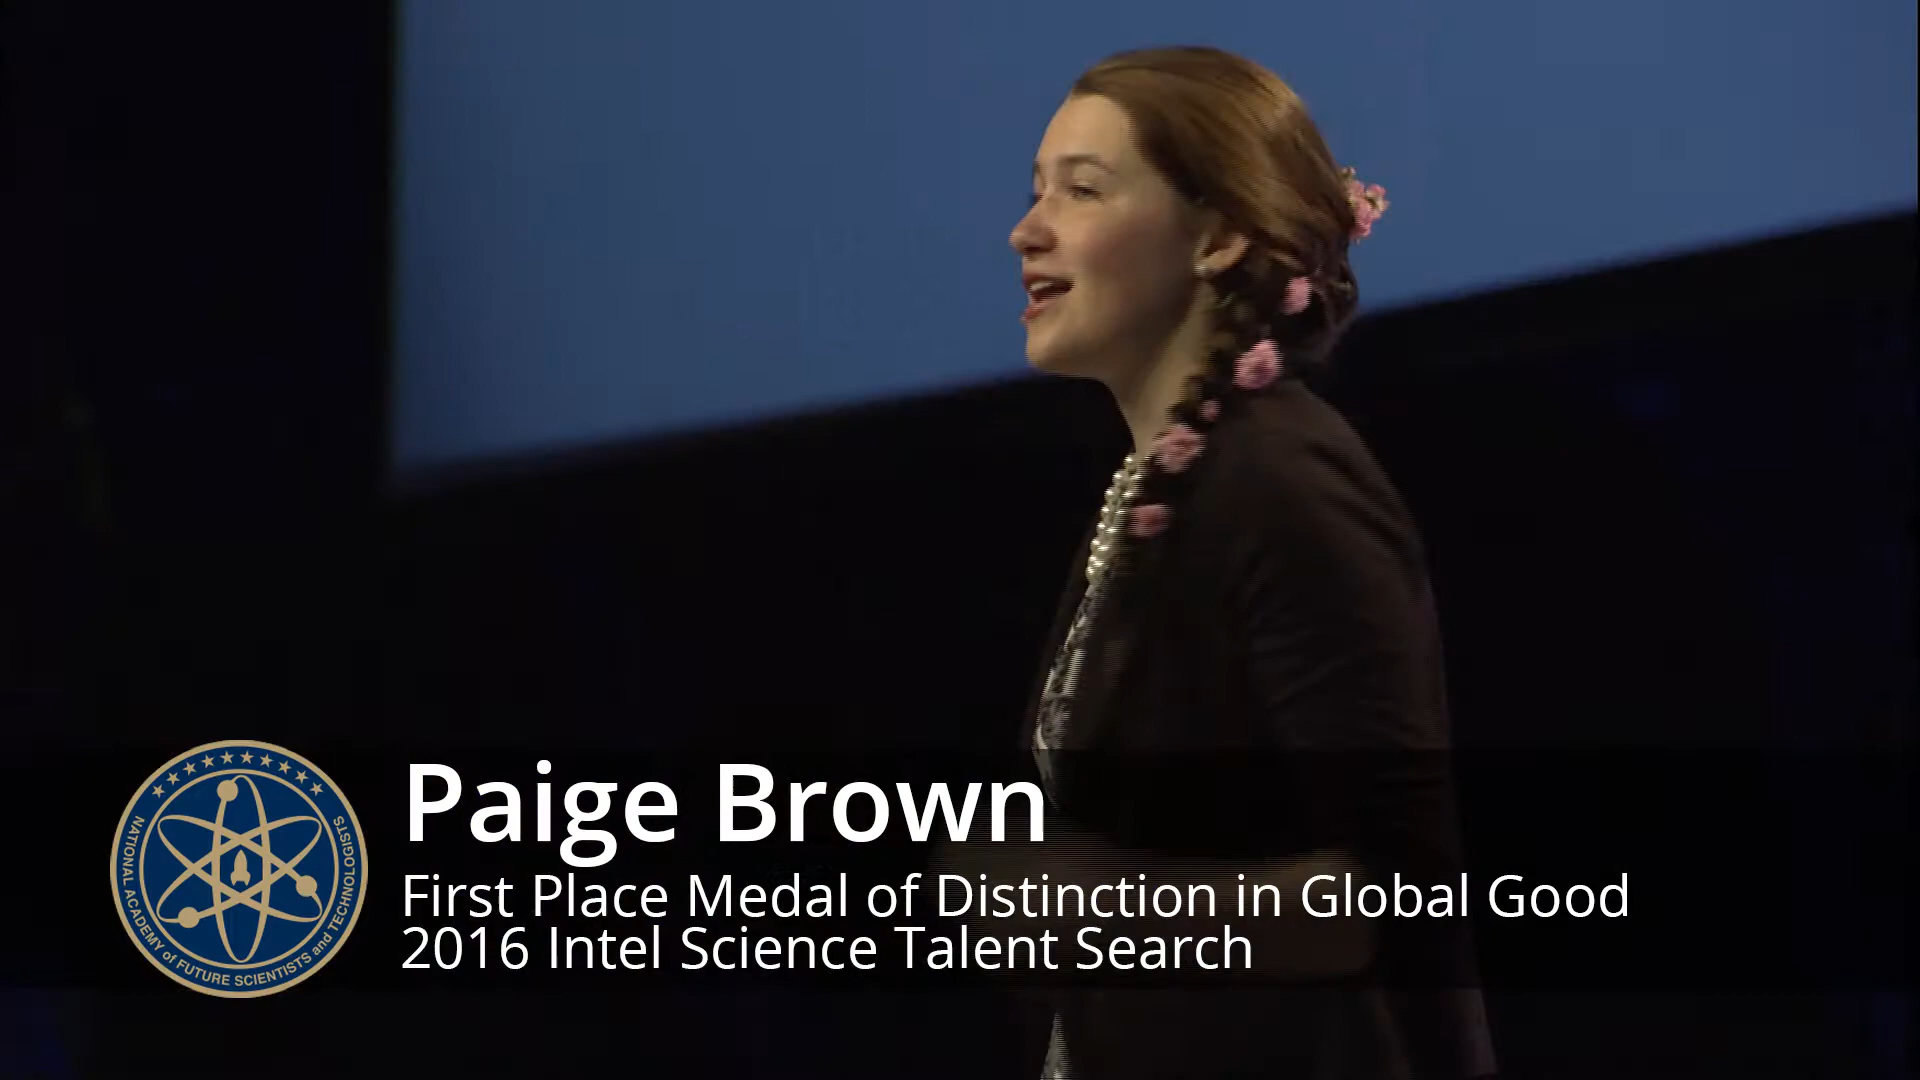 Paige Brown
First Place Medal of Distinction in Global Good
2016 Intel Science Talent Search
NATIONAL ACADEMY of FUTURE SCIENTISTS and TECHNOLOGISTS